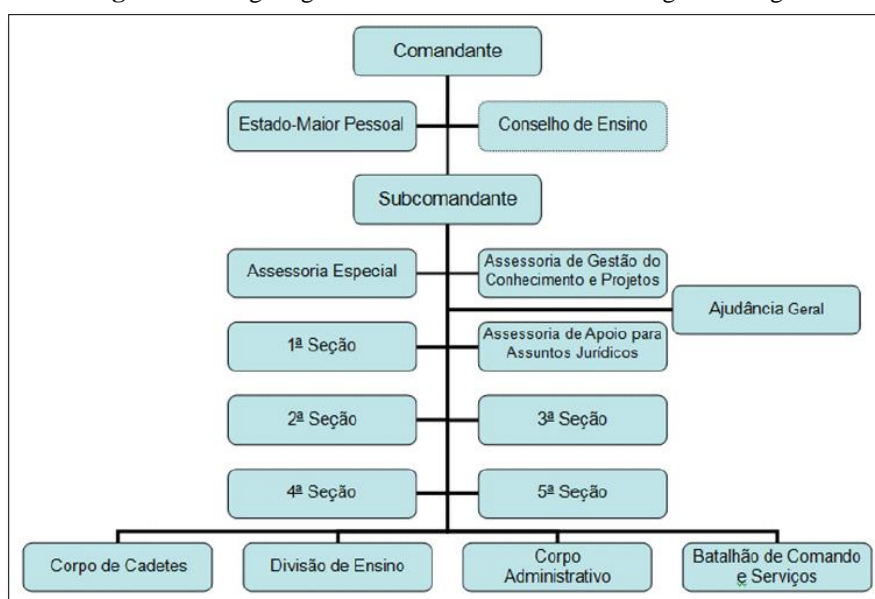 Comandante
Estado-Maior Pessoal
Conselho de Ensino
Subcomandante
Assessoria Especial
Assessoria de Gestão do
Conhecimento e Projetos
Ajudância Geral
1ª Seção
Assessoria de Apoio para
Assuntos Jurídicos
2ª Seção
3ª Seção
4ª Seção
5ª Seção
Corpo de Cadetes
Divisão de Ensino
Corpo
Administrativo
Batalhão de Comando
e Serviços